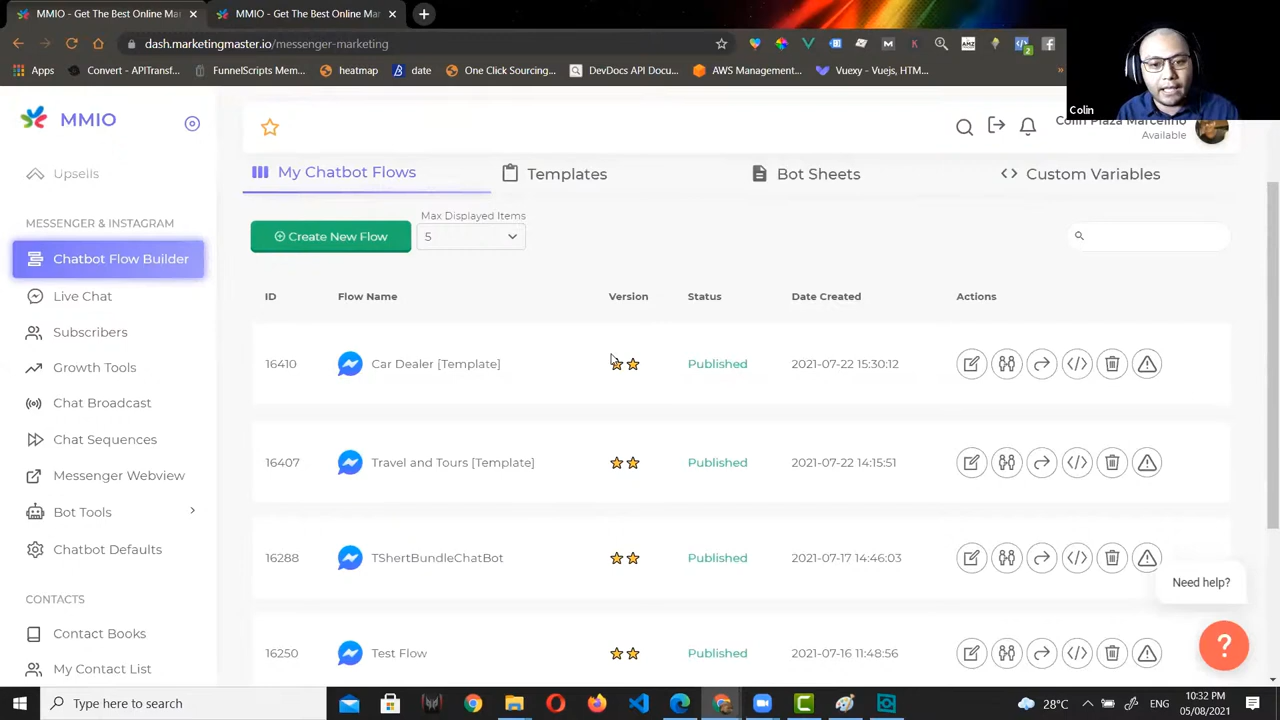 MMIO - Get The Best Online Mar
MMIO - Get The Best Online Mar
dash.marketingmaster.io/messenger-marketing
Apps
Convert - APITransf...
FunnelScripts Mem...
heatmap
date
One Click Sourcing...
DevDocs API Docu...
AWS Management...
Vuexy - Vuejs, HTM...
»
Colin
MMIO
Colin Plaza Marcelino
Available
Upsells
My Chatbot Flows
Templates
Bot Sheets
Custom Variables
MESSENGER & INSTAGRAM
Chatbot Flow Builder
Live Chat
Subscribers
Growth Tools
Chat Broadcast
Chat Sequences
Messenger Webview
Bot Tools
Chatbot Defaults
CONTACTS
Contact Books
My Contact List
Max Displayed Items
Create New Flow
5
ID Flow Name Version Status Date Created Actions
16410 Car Dealer [Template] Published 2021-07-22 15:30:12
16407 Travel and Tours [Template] Published 2021-07-22 14:15:51
16288 TShertBundleChatBot Published 2021-07-17 14:46:03
16250 Test Flow Published 2021-07-16 11:48:56
Need help?
?
Type here to search
28°C
ENG
10:32 PM
05/08/2021